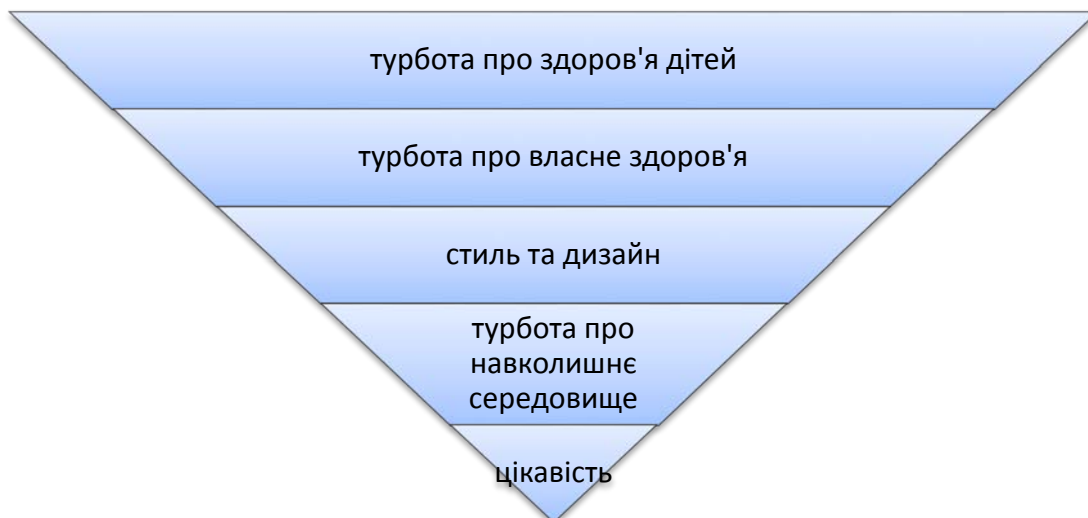 турбота про здоров'я дітей
турбота про власне здоров'я
стиль та дизайн
турбота про
навколишнє
середовище
цікавість